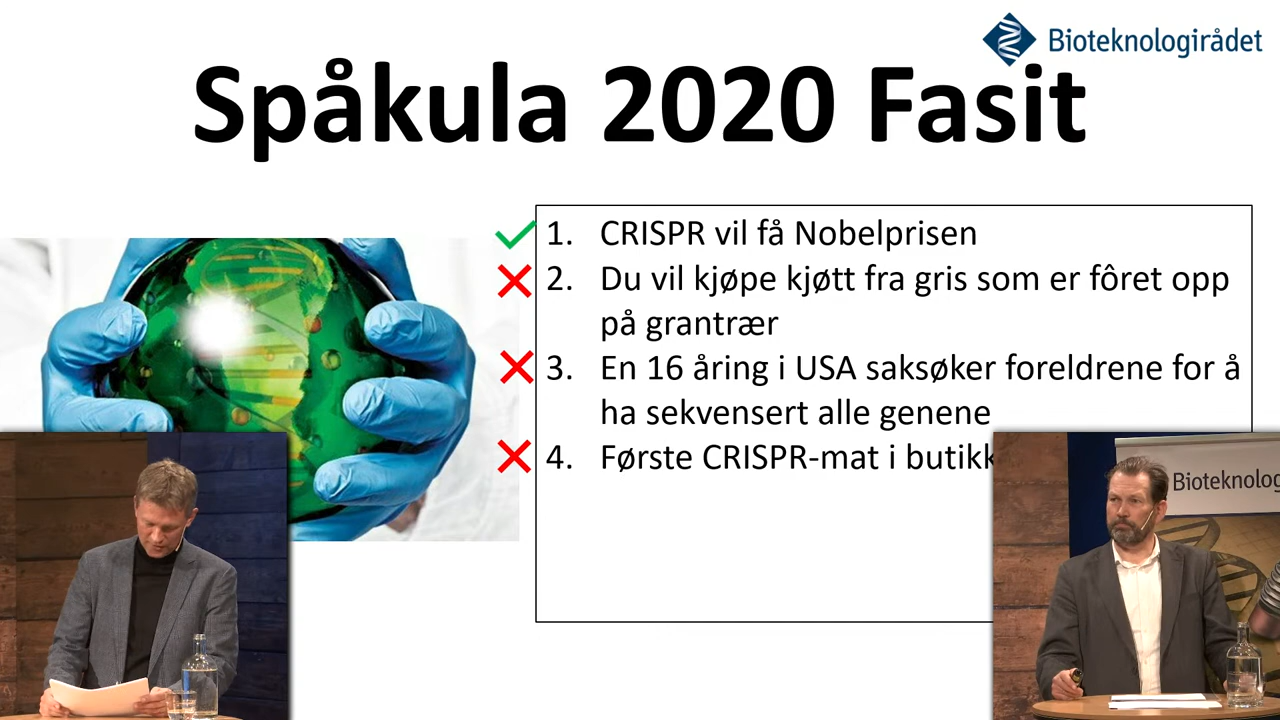 Bioteknologirådet
Spåkula 2020 Fasit
1. CRISPR vil få Nobelprisen
2. Du vil kjøpe kjøtt fra gris som er fôret opp
på grantrær
3. En 16 åring i USA saksøker foreldrene for å
ha sekvensert alle genene
4. Første CRISPR-mat i butikk
Bioteknolog